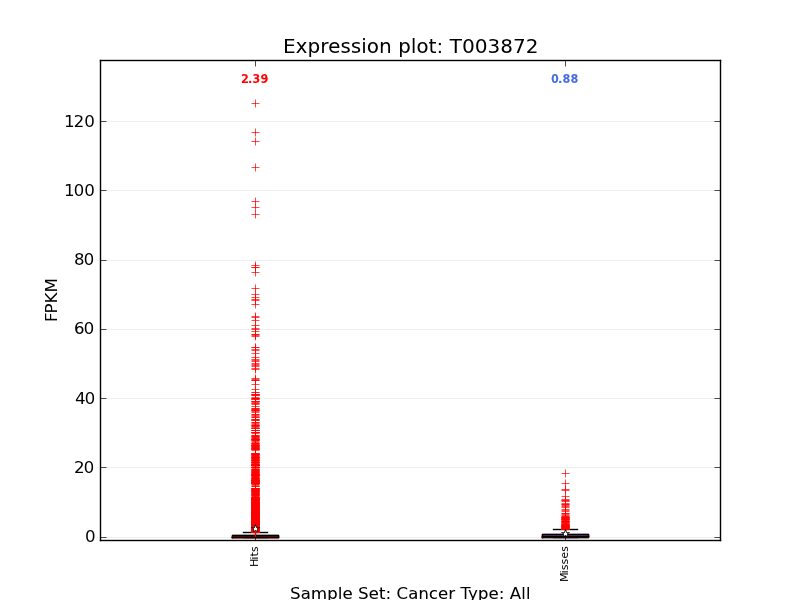 Expression plot: T003872
2.39
0.88
120
100
80
60
40
20
0
FPKM
Hits
Misses
Sample Set: Cancer Type: All